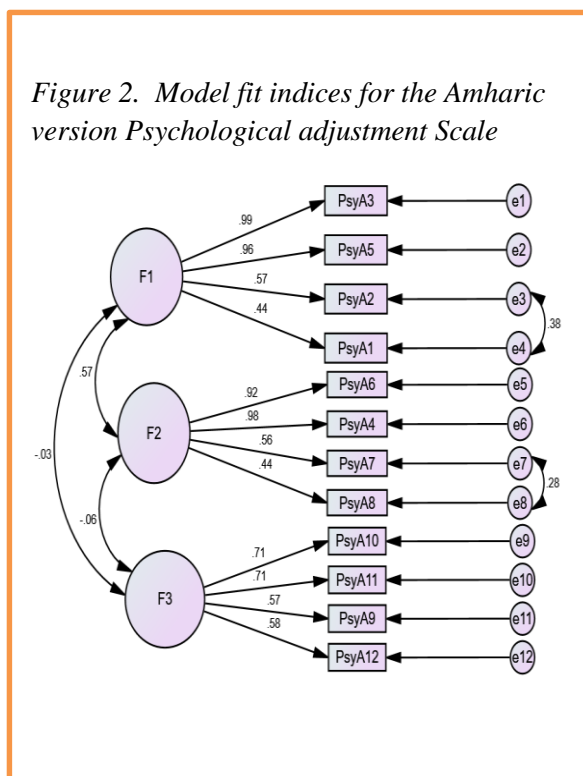 Figure 2. Model fit indices for the Amharic
version Psychological adjustment Scale
PsyA3
e1
.99
PsyA5
e2
.96
F1
.57
PsyA2
e3
.44
.38
PsyA1
e4
.57
PsyA6
e5
.92
.98
PsyA4
e6
F2
.56
PsyA7
e7
-.03
.44
.28
PsyA8
e8
-.06
PsyA10
e9
.71
.71
PsyA11
e10
F3
.57
PsyA9
e11
.58
PsyA12
e12